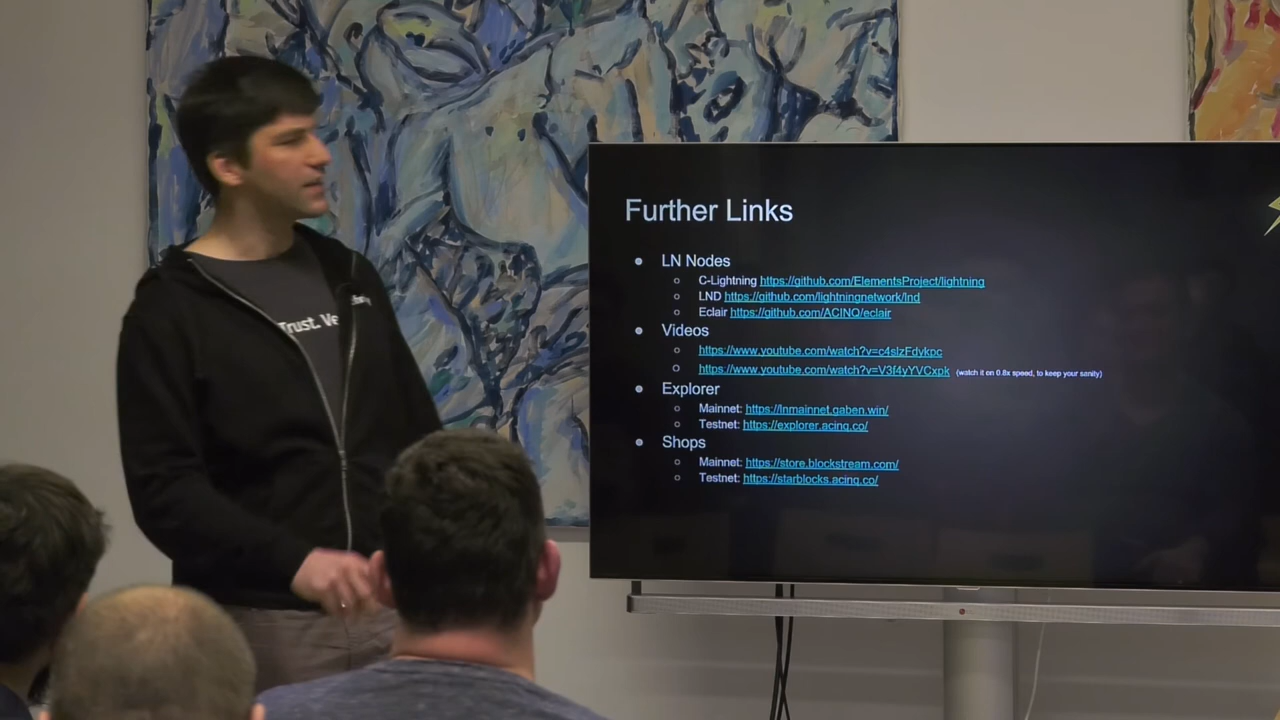 Trust. Ve
Further Links
LN Nodes
C-Lightning https://github.com/ElementsProject/lightning
LND https://github.com/lightningnetwork/lnd
Eclair https://github.com/ACINQ/eclair
Videos
https://www.youtube.com/watch?v=c4slzFdykpc
https://www.youtube.com/watch?v=V3f4yYVCxpk (watch it on 0.8x speed, to keep your sanity)
Explorer
Mainnet: https://lnmainnet.gaben.win/
Testnet: https://explorer.acinq.co/
Shops
Mainnet: https://store.blockstream.com/
Testnet: https://starblocks.acinq.co/